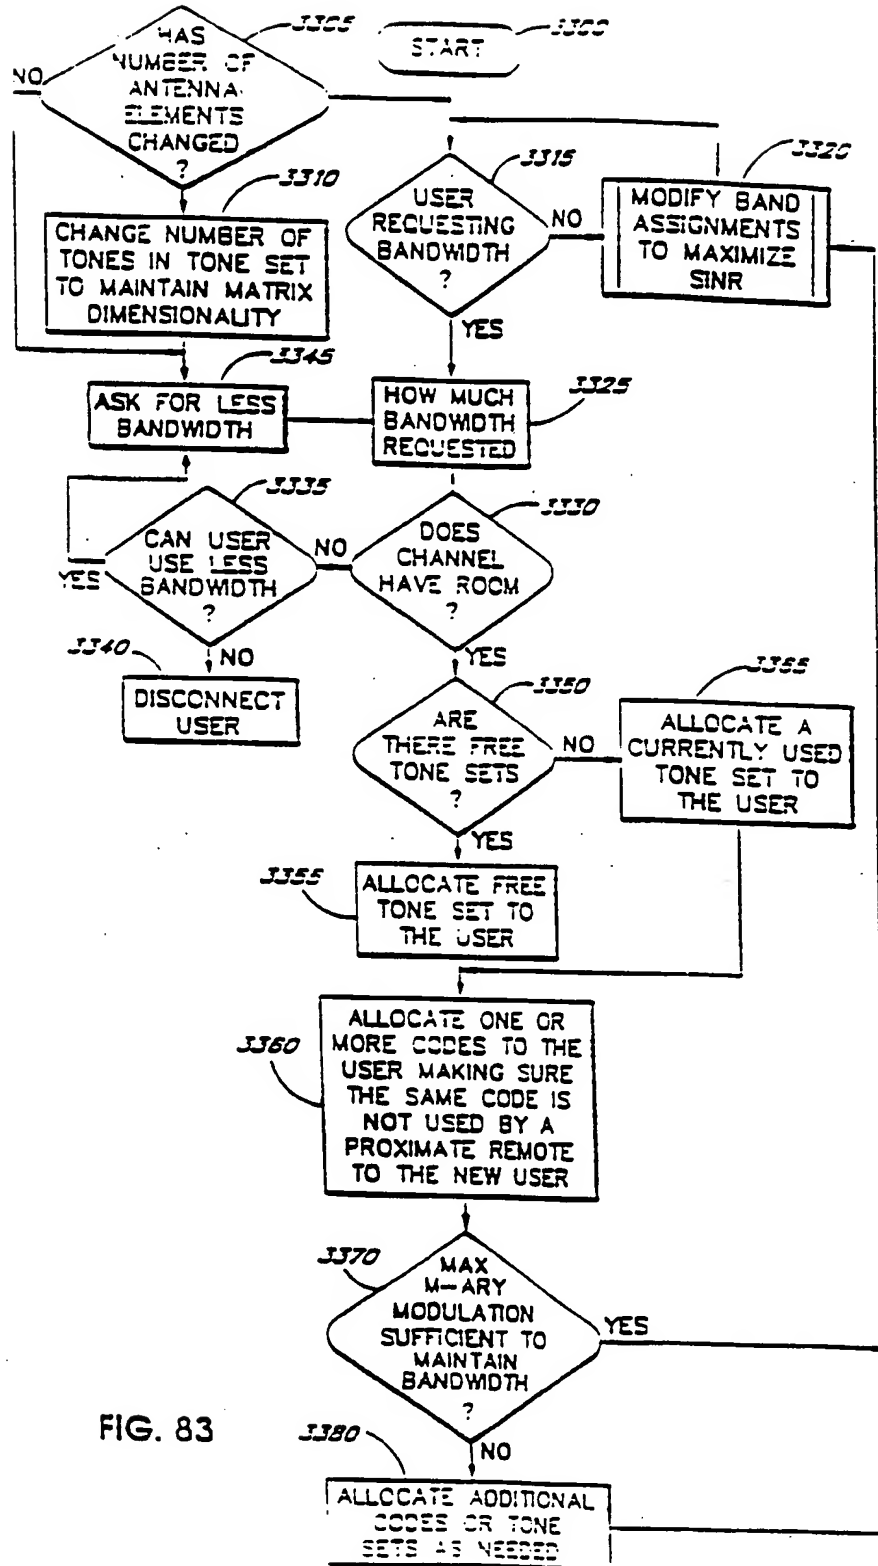 3305
HAS
NUMBER OF
ANTENNA
ELEMENTS
CHANGED
?
NO
START
3300
3310
CHANGE NUMBER OF
TONES IN TONE SET
TO MAINTAIN MATRIX
DIMENSIONALITY
3315
USER
REQUESTING
BANDWIDTH
?
NO
YES
3320
MODIFY BAND
ASSIGNMENTS
TO MAXIMIZE
SINR
3345
ASK FOR LESS
BANDWIDTH
3325
HOW MUCH
BANDWIDTH
REQUESTED
3335
CAN USER
USE LESS
BANDWIDTH
?
YES
NO
3330
DOES
CHANNEL
HAVE ROOM
?
NO
YES
3340
DISCONNECT
USER
3350
ARE
THERE FREE
TONE SETS
?
NO
YES
3365
ALLOCATE A
CURRENTLY USED
TONE SET TO
THE USER
3355
ALLOCATE FREE
TONE SET TO
THE USER
3360
ALLOCATE ONE OR
MORE CODES TO THE
USER MAKING SURE
THE SAME CODE IS
NOT USED BY A
PROXIMATE REMOTE
TO THE NEW USER
3370
MAX
M-ARY
MODULATION
SUFFICIENT TO
MAINTAIN
BANDWIDTH
?
YES
NO
FIG. 83
3380
ALLOCATE ADDITIONAL
CODES OR TONE
SETS AS NEEDED